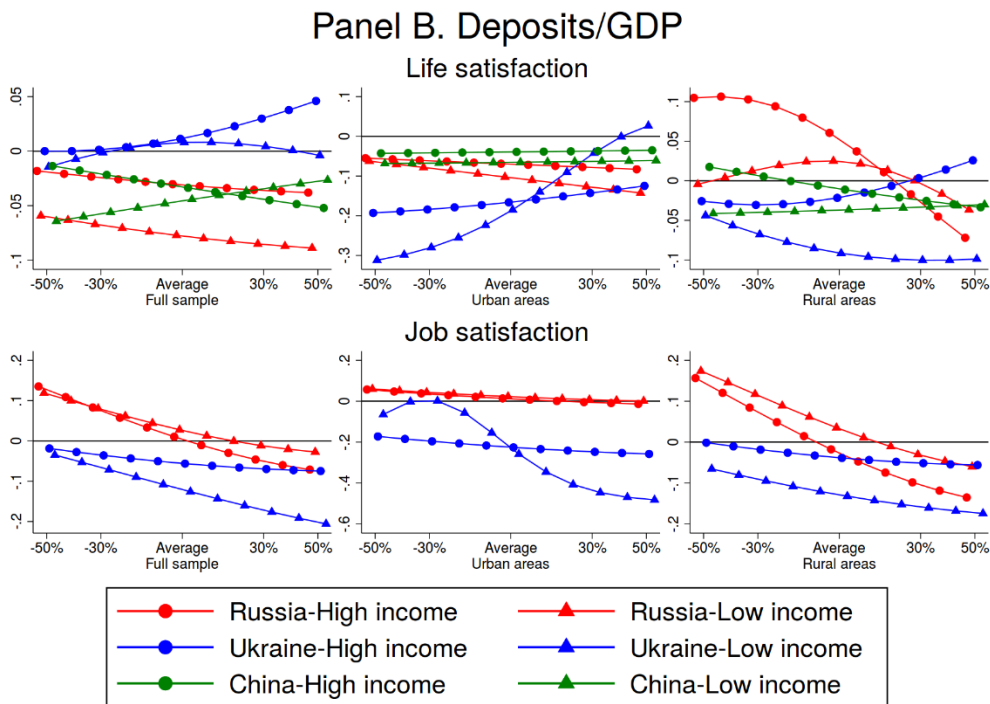 Panel B. Deposits/GDP
Life satisfaction
.05
0
-.05
-.1
-50% -30% Average 30% 50%
Full sample
.1
0
-.1
-.2
-.3
-50% -30% Average 30% 50%
Urban areas
.1
.05
0
-.05
-.1
-50% -30% Average 30% 50%
Rural areas
Job satisfaction
.2
.1
0
-.1
-.2
-50% -30% Average 30% 50%
Full sample
.2
0
-.2
-.4
-.6
-50% -30% Average 30% 50%
Urban areas
.2
.1
0
-.1
-.2
-50% -30% Average 30% 50%
Rural areas
Russia-High income Russia-Low income
Ukraine-High income Ukraine-Low income
China-High income China-Low income